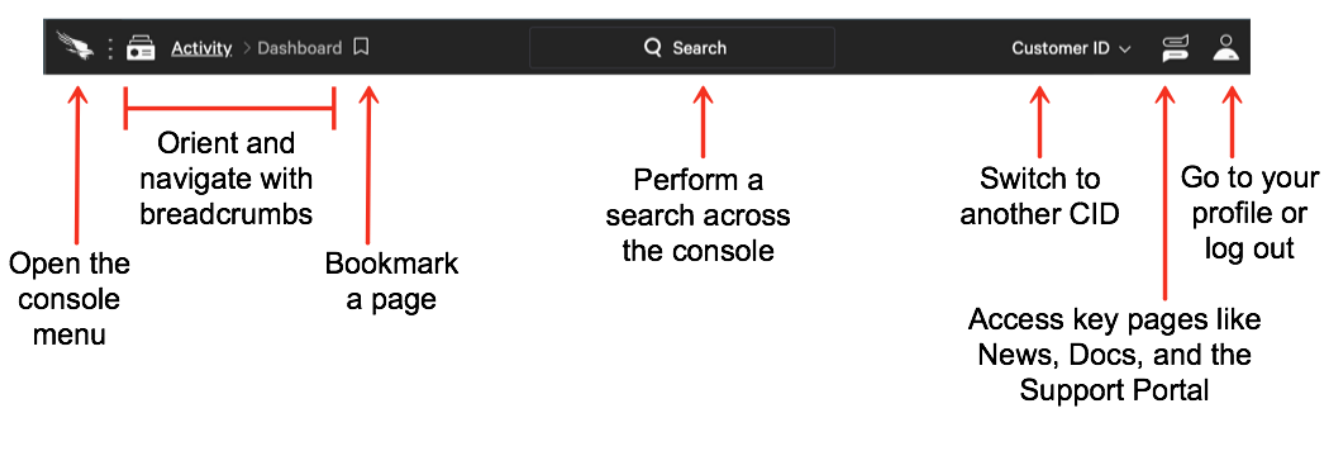 Activity > Dashboard
Search
Customer ID
Orient and
navigate with
breadcrumbs
Open the
console
menu
Bookmark
a page
Perform a
search across
the console
Switch to
another CID
Go to your
profile or
log out
Access key pages like
News, Docs, and the
Support Portal